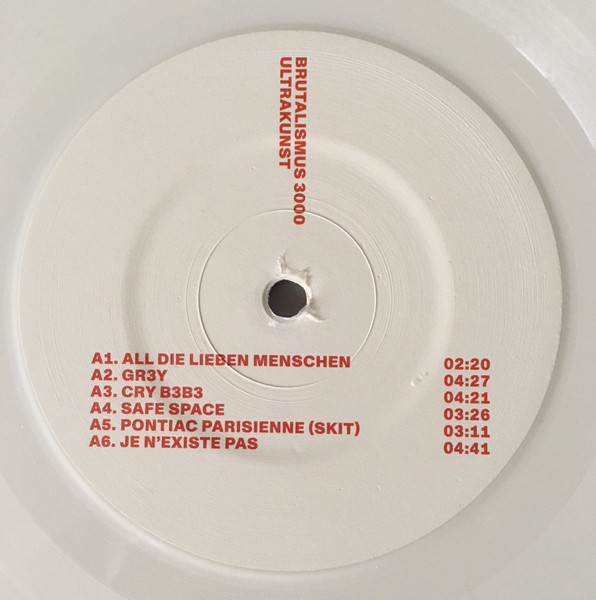 BRUTALISMUS 3000
ULTRAKUNST
A1. ALL DIE LIEBEN MENSCHEN 02:20
A2. GR3Y 04:27
A3. CRY B3B3 04:21
A4. SAFE SPACE 03:26
A5. PONTIAC PARISIENNE (SKIT) 03:11
A6. JE N'EXISTE PAS 04:41